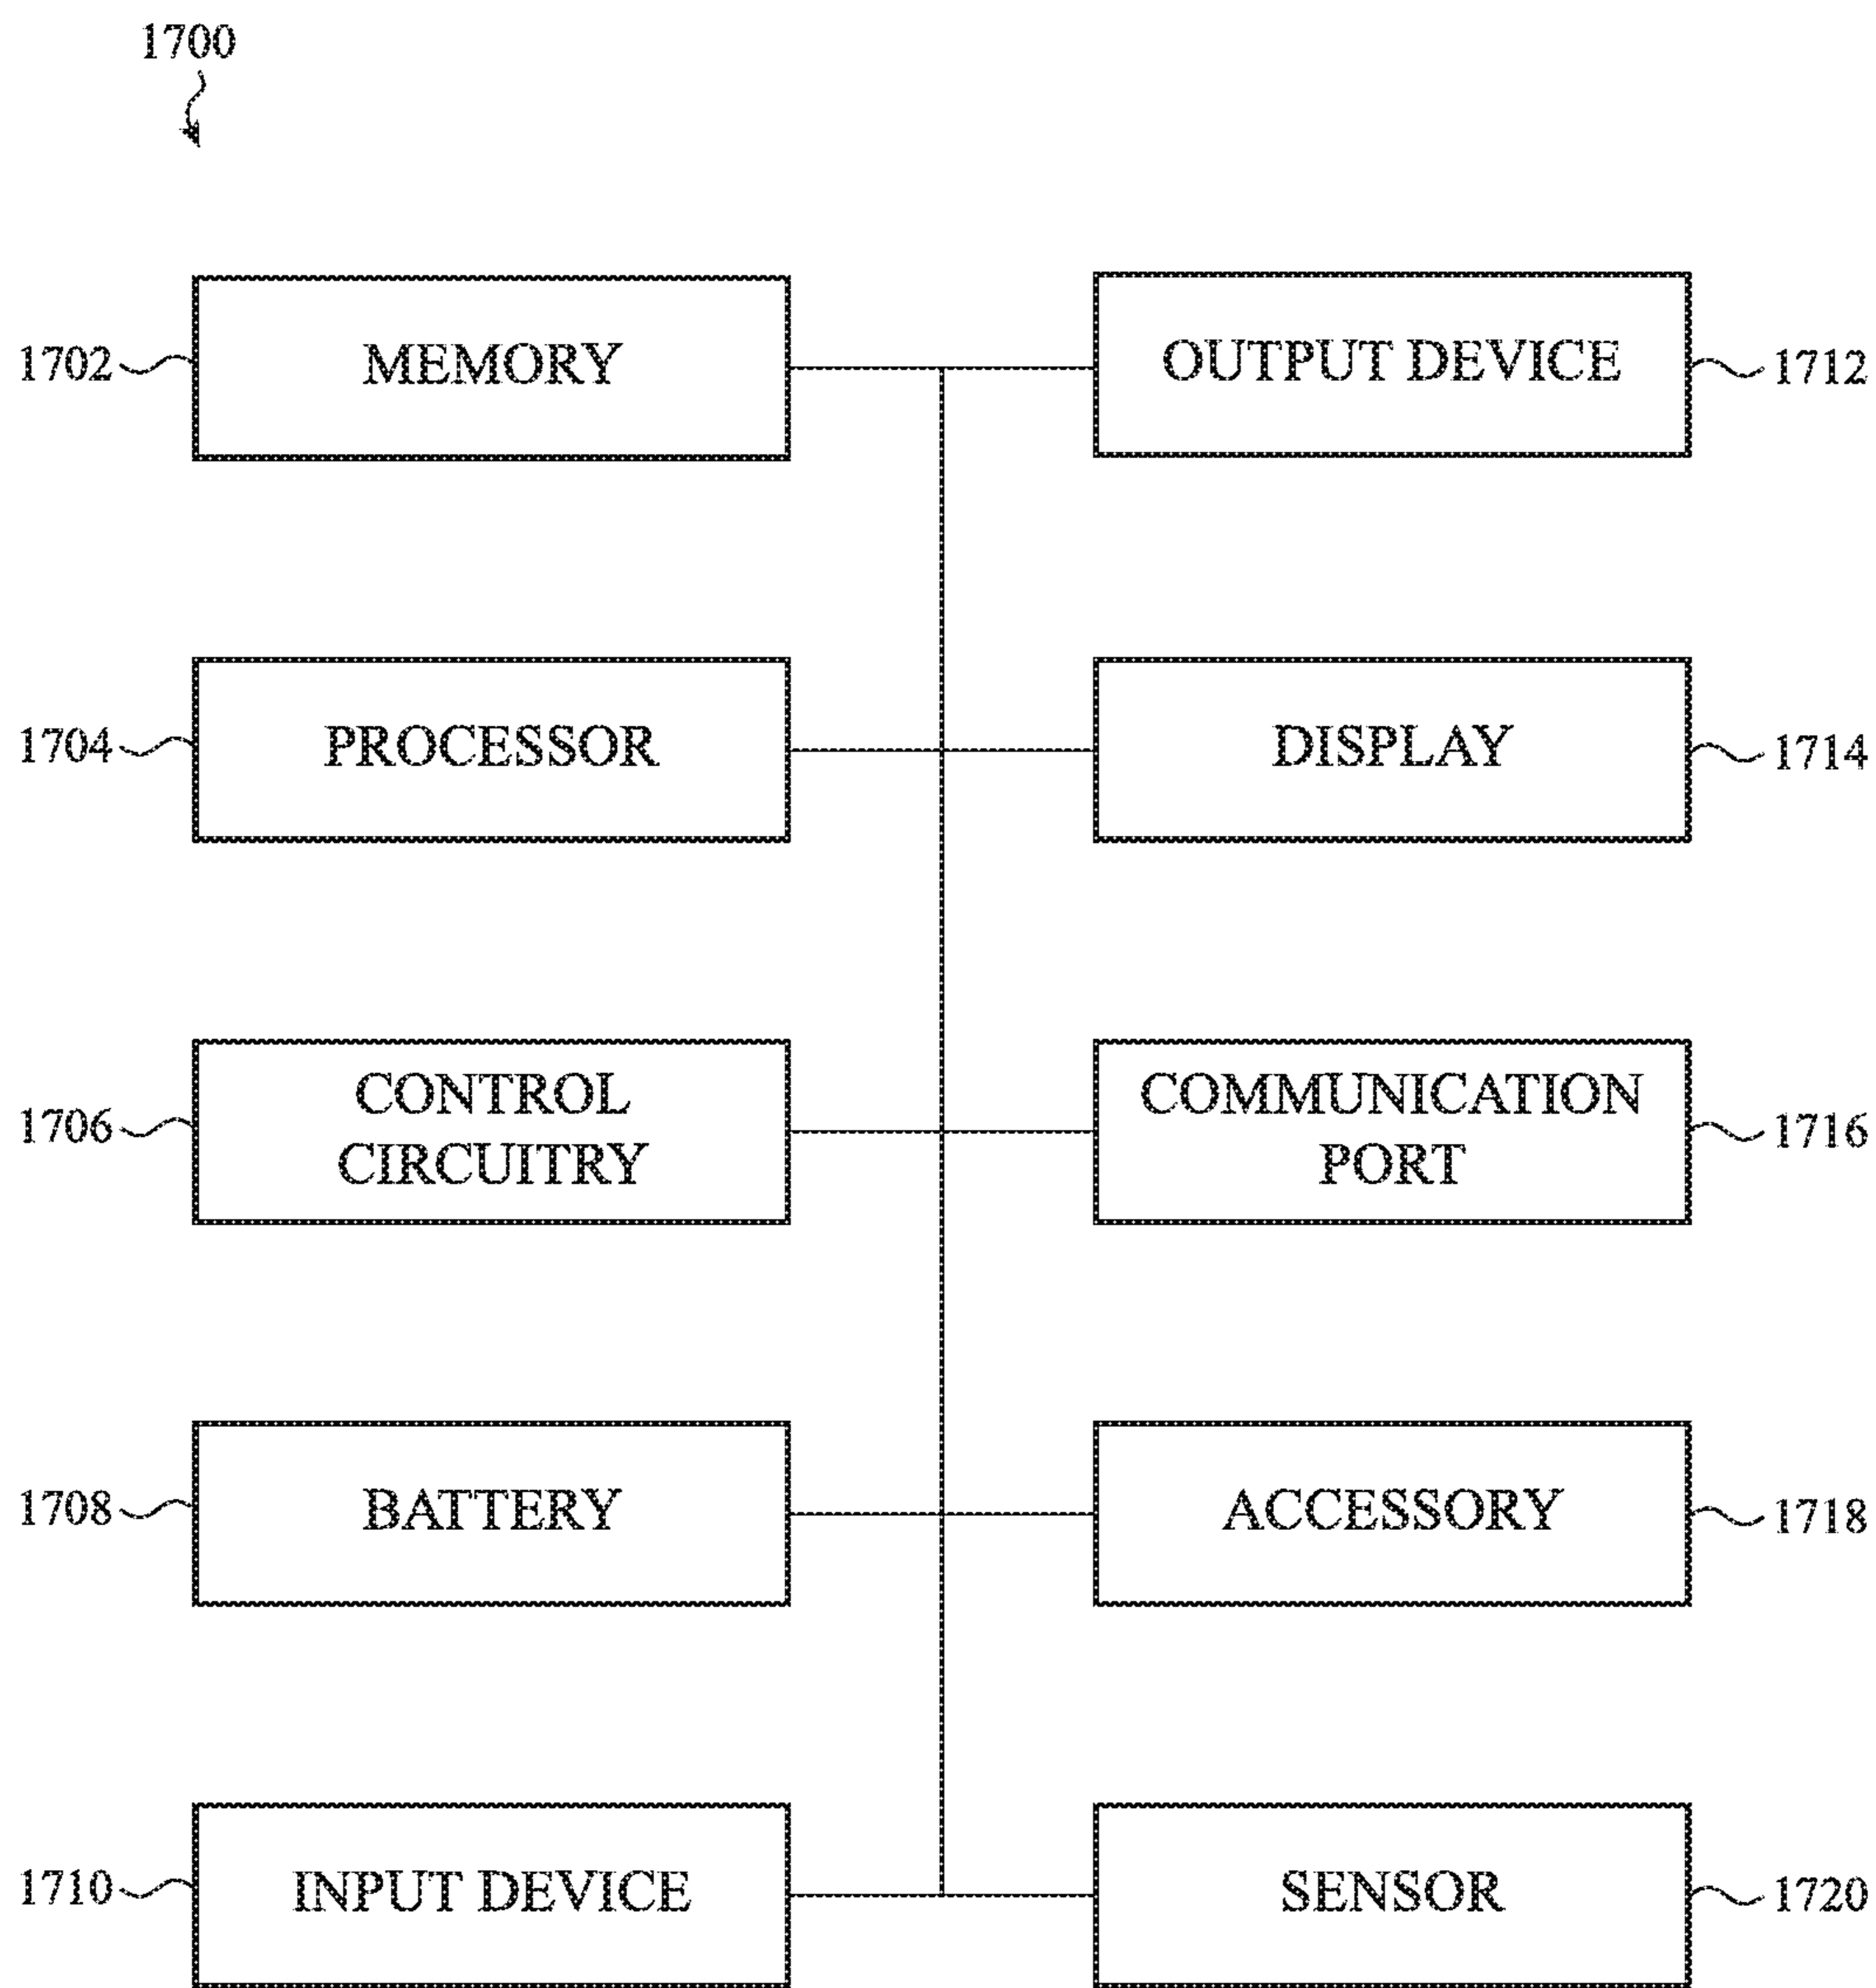 1700
1702
MEMORY
OUTPUT DEVICE
1712
1704
PROCESSOR
DISPLAY
1714
1706
CONTROL
CIRCUITRY
COMMUNICATION
PORT
1716
1708
BATTERY
ACCESSORY
1718
1710
INPUT DEVICE
SENSOR
1720